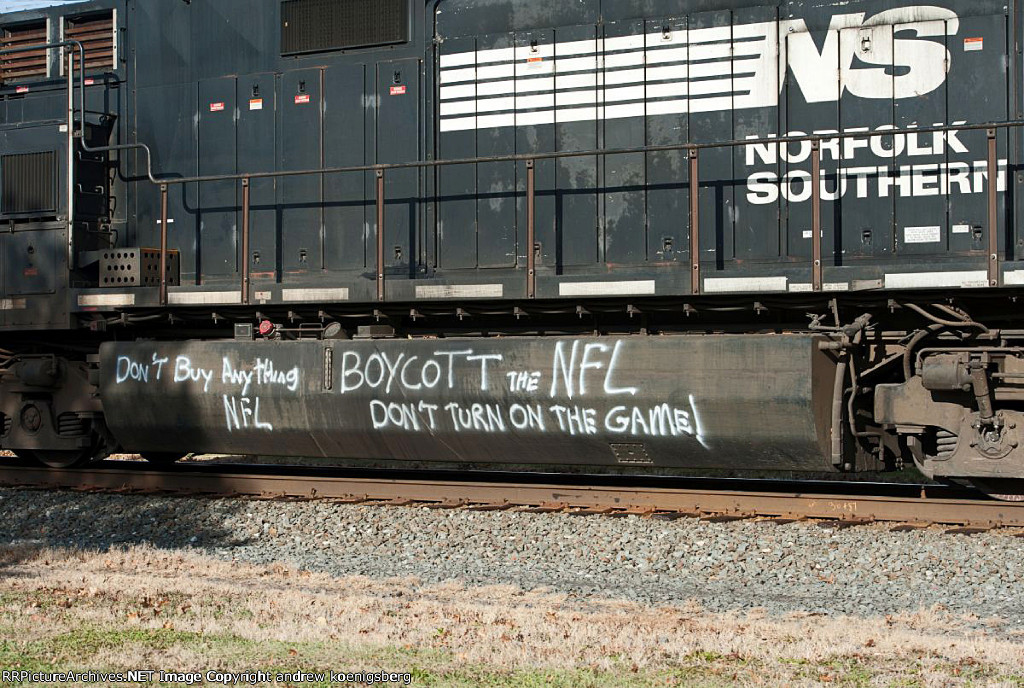 NS
NORFOLK
SOUTHERN
DON'T BUY ANYTHING
NFL
BOYCOTT THE NFL
DON'T TURN ON THE GAME!
RRPictureArchives.NET Image Copyright andrew koenigsberg